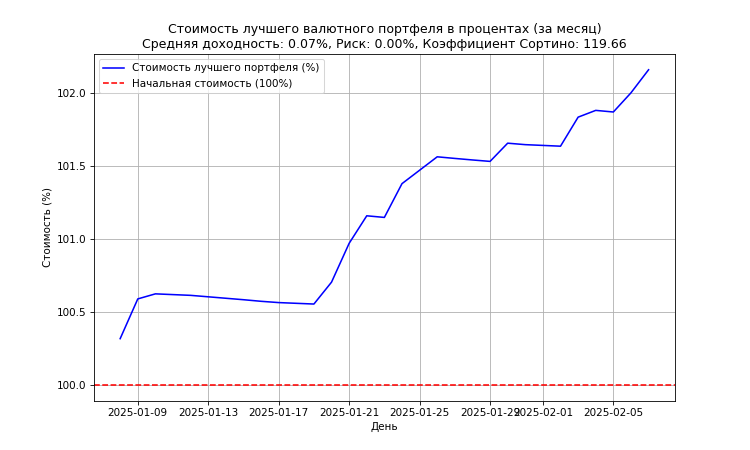 Стоимость лучшего валютного портфеля в процентах (за месяц)
Средняя доходность: 0.07%, Риск: 0.00%, Коэффициент Сортино: 119.66
Стоимость лучшего портфеля (%)
Начальная стоимость (100%)
Стоимость (%)
102.0
101.5
101.0
100.5
100.0
2025-01-09 2025-01-13 2025-01-17 2025-01-21 2025-01-25 2025-01-29 2025-02-01 2025-02-05
День